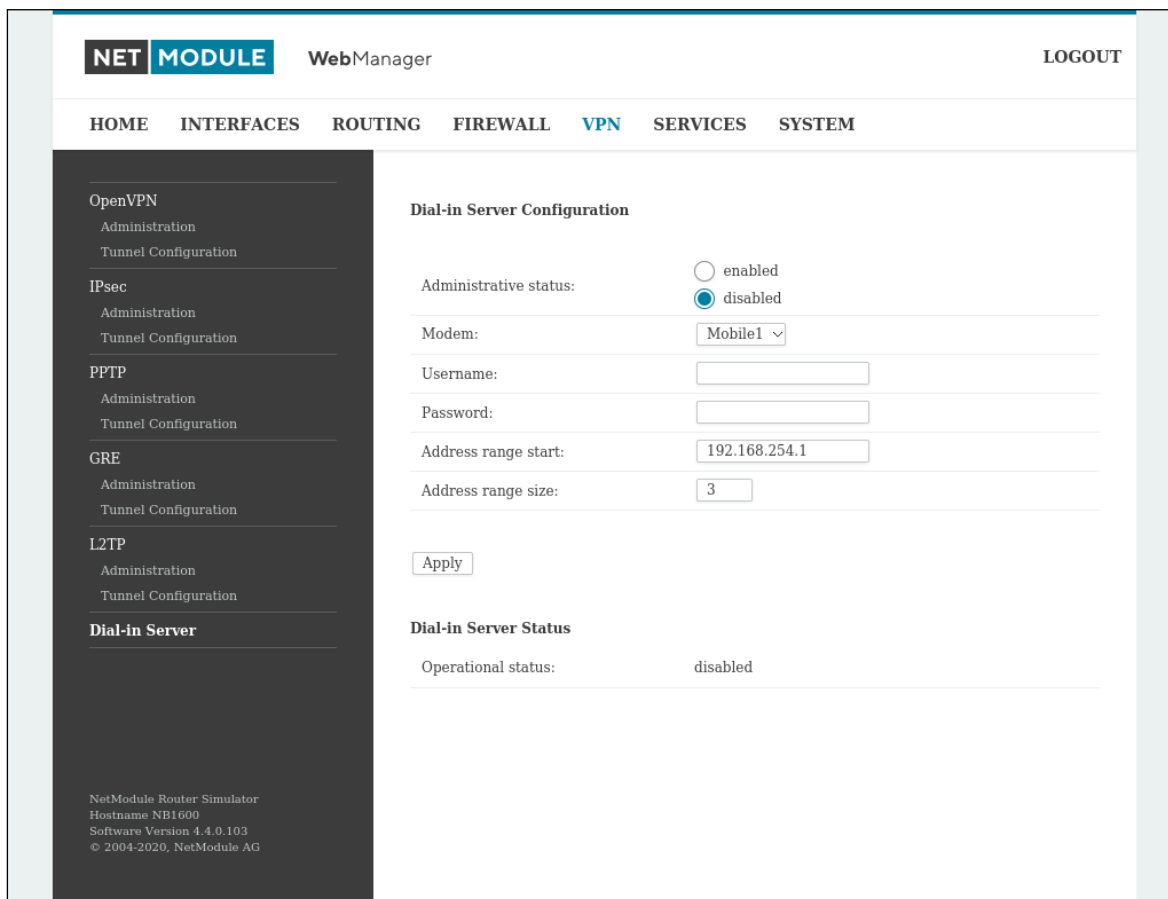 NET MODULE WebManager LOGOUT
HOME INTERFACES ROUTING FIREWALL VPN SERVICES SYSTEM
OpenVPN
Administration
Tunnel Configuration
IPsec
Administration
Tunnel Configuration
PPTP
Administration
Tunnel Configuration
GRE
Administration
Tunnel Configuration
L2TP
Administration
Tunnel Configuration
Dial-in Server
NetModule Router Simulator
Hostname NB1600
Software Version 4.4.0.103
© 2004-2020, NetModule AG
Dial-in Server Configuration
Administrative status:
enabled
disabled
Modem: Mobile1
Username:
Password:
Address range start: 192.168.254.1
Address range size: 3
Apply
Dial-in Server Status
Operational status: disabled